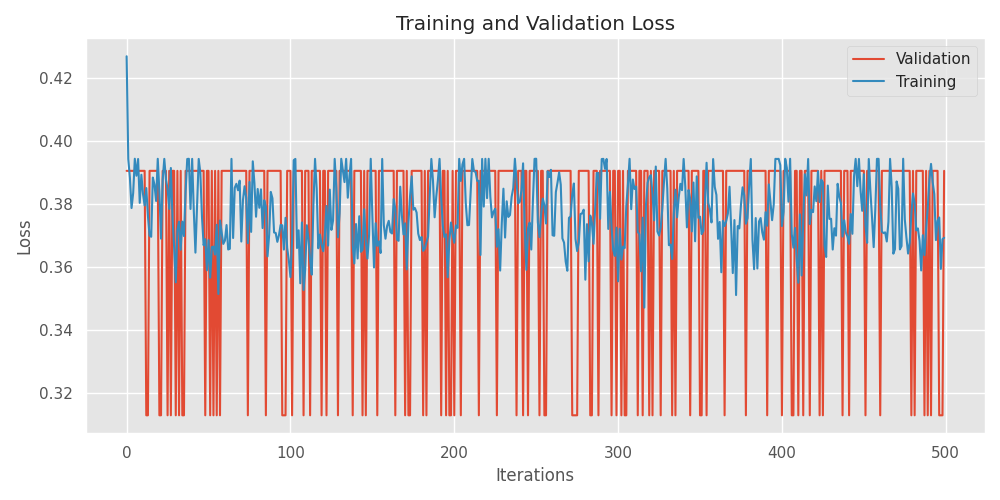 Training and Validation Loss
Validation
Training
Loss
0.42
0.40
0.38
0.36
0.34
0.32
0
100
200
300
400
500
Iterations